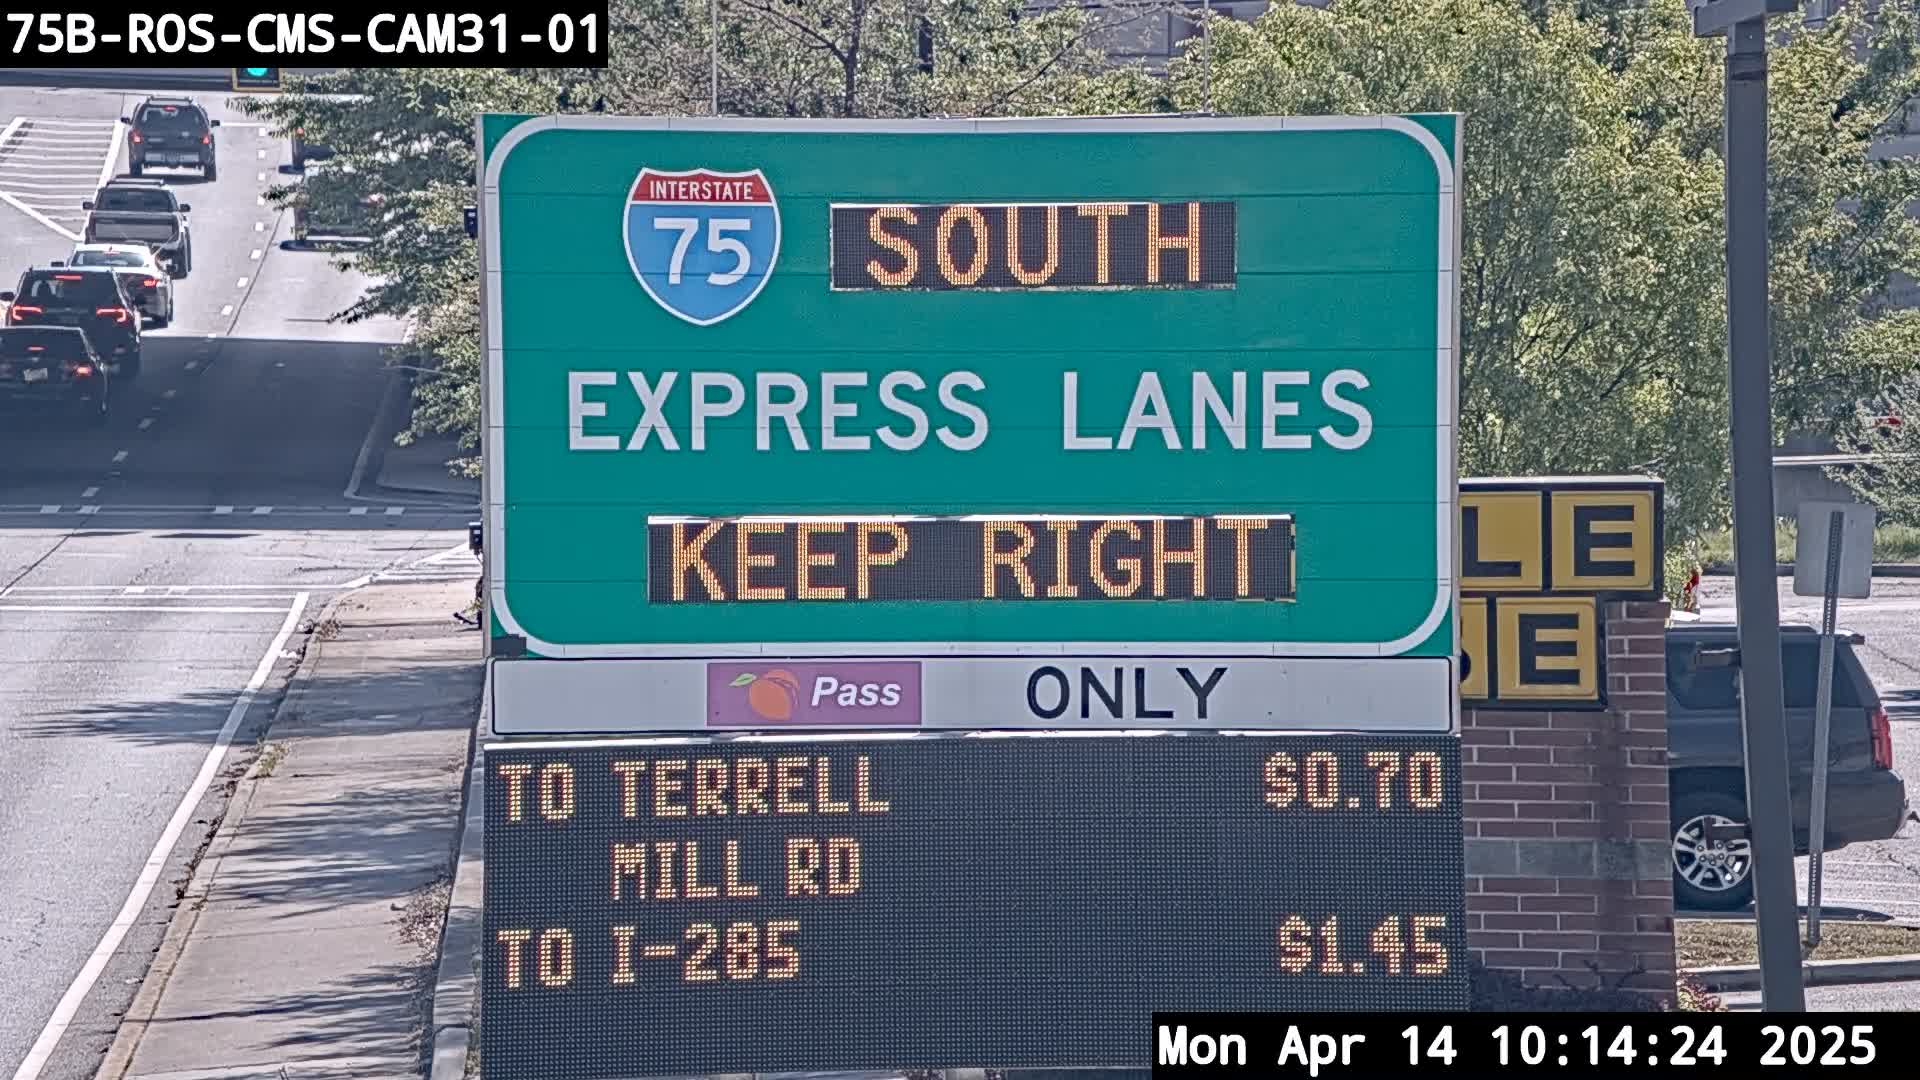 75B-ROS-CMS-CAM31-01
INTERSTATE
75
SOUTH
EXPRESS LANES
KEEP RIGHT
LE
E
Pass ONLY
TO TERRELL $0.70
MILL RD
TO I-285 $1.45
Mon Apr 14 10:14:24 2025